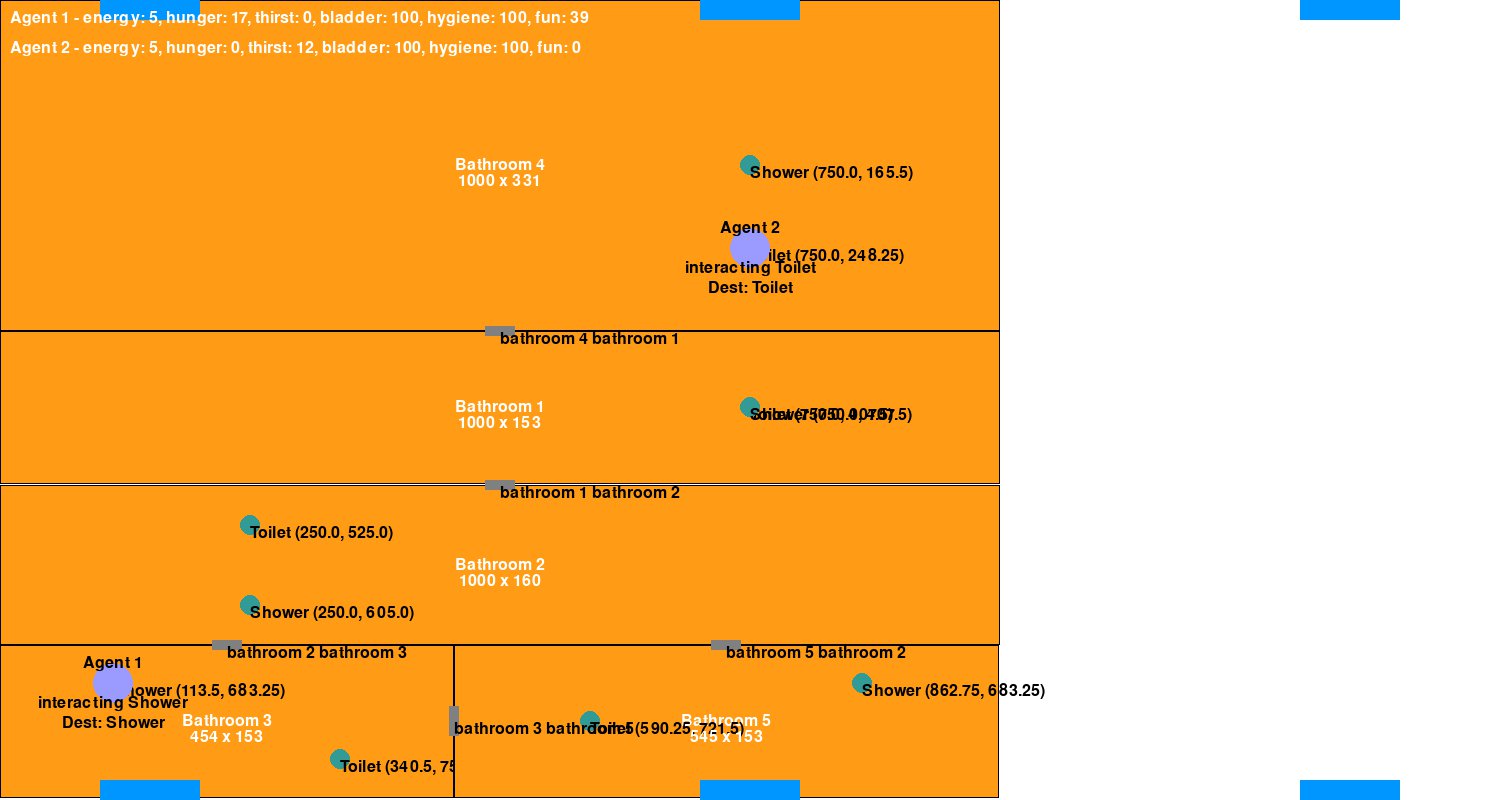 Agent 1 - energy: 5, hunger: 17, thirst: 0, bladder: 100, hygiene: 100, fun: 39
Agent 2 - energy: 5, hunger: 0, thirst: 12, bladder: 100, hygiene: 100, fun: 0
Bathroom 4
1000 x 331
Shower (750.0, 165.5)
Agent 2
ilet (750.0, 248.25)
interacting Toilet
Dest: Toilet
bathroom 4 bathroom 1
Bathroom 1
1000 x 153
bathroom 1 bathroom 2
Toilet (250.0, 525.0)
Bathroom 2
1000 x 160
Shower (250.0, 605.0)
bathroom 2 bathroom 3
bathroom 5 bathroom 2
Agent 1
ower (113.5, 683.25)
Shower (862.75, 683.25)
interacting Shower
Dest: Shower
Bathroom 3
454 x 153
Bathroom 5
545 x 153
bathroom 3 bathroom 5
(590.25, 721.5)
Toilet (340.5, 75